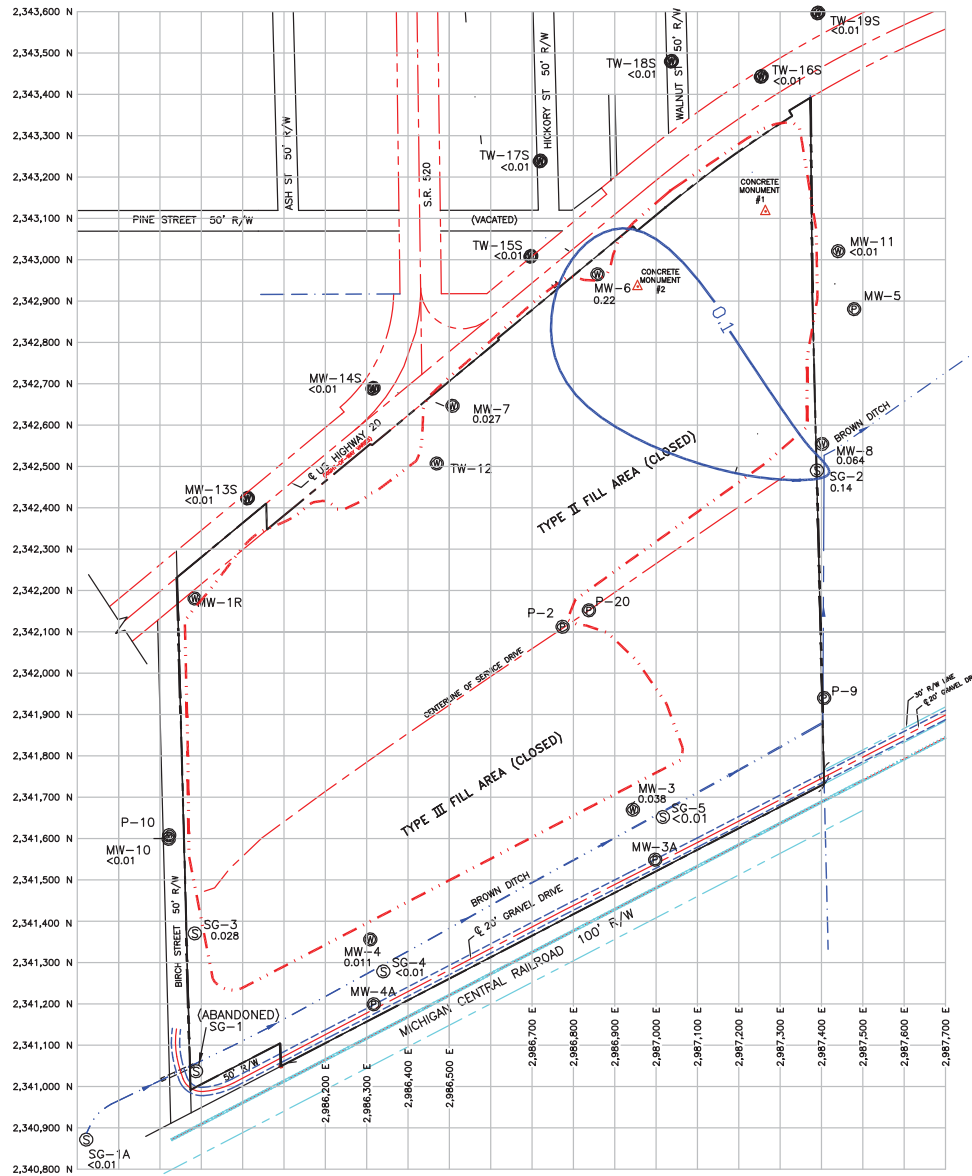 2,343,600 N
2,343,500 N
2,343,400 N
2,343,300 N
2,343,200 N
2,343,100 N
2,343,000 N
2,342,900 N
2,342,800 N
2,342,700 N
2,342,600 N
2,342,500 N
2,342,400 N
2,342,300 N
2,342,200 N
2,342,100 N
2,342,000 N
2,341,900 N
2,341,800 N
2,341,700 N
2,341,600 N
2,341,500 N
2,341,400 N
2,341,300 N
2,341,200 N
2,341,100 N
2,341,000 N
2,340,900 N
2,340,800 N
TW-19S
<0.01
TW-18S
<0.01
TW-16S
<0.01
WALNUT ST 50' R/W
HICKORY ST 50' R/W
ASH ST 50' R/W
S.R. 520
TW-17S
<0.01
PINE STREET 50' R/W
(VACATED)
CONCRETE
MONUMENT
#1
TW-15S
<0.01
MW-11
<0.01
MW-6
0.22
CONCRETE
MONUMENT
#2
MW-5
0.1
MW-14S
<0.01
MW-7
0.027
℄ US HIGHWAY 20
TW-12
BROWN DITCH
MW-8
0.064
SG-2
0.14
TYPE II FILL AREA (CLOSED)
MW-13S
<0.01
MW-1R
P-2
P-20
CENTERLINE OF SERVICE DRIVE
P-9
30' R/W LINE
℄ 20' GRAVEL DR
TYPE III FILL AREA (CLOSED)
MW-3
0.038
SG-5
<0.01
P-10
MW-10
<0.01
MW-3A
BROWN DITCH
℄ 20' GRAVEL DRIVE
BIRCH STREET 50' R/W
SG-3
0.028
MW-4
0.011
SG-4
<0.01
MW-4A
MICHIGAN CENTRAL RAILROAD 100' R/W
(ABANDONED)
SG-1
50' R/W
SG-1A
<0.01
2,986,200 E
2,986,300 E
2,986,400 E
2,986,500 E
2,986,700 E
2,986,800 E
2,986,900 E
2,987,000 E
2,987,100 E
2,987,200 E
2,987,300 E
2,987,400 E
2,987,500 E
2,987,600 E
2,987,700 E